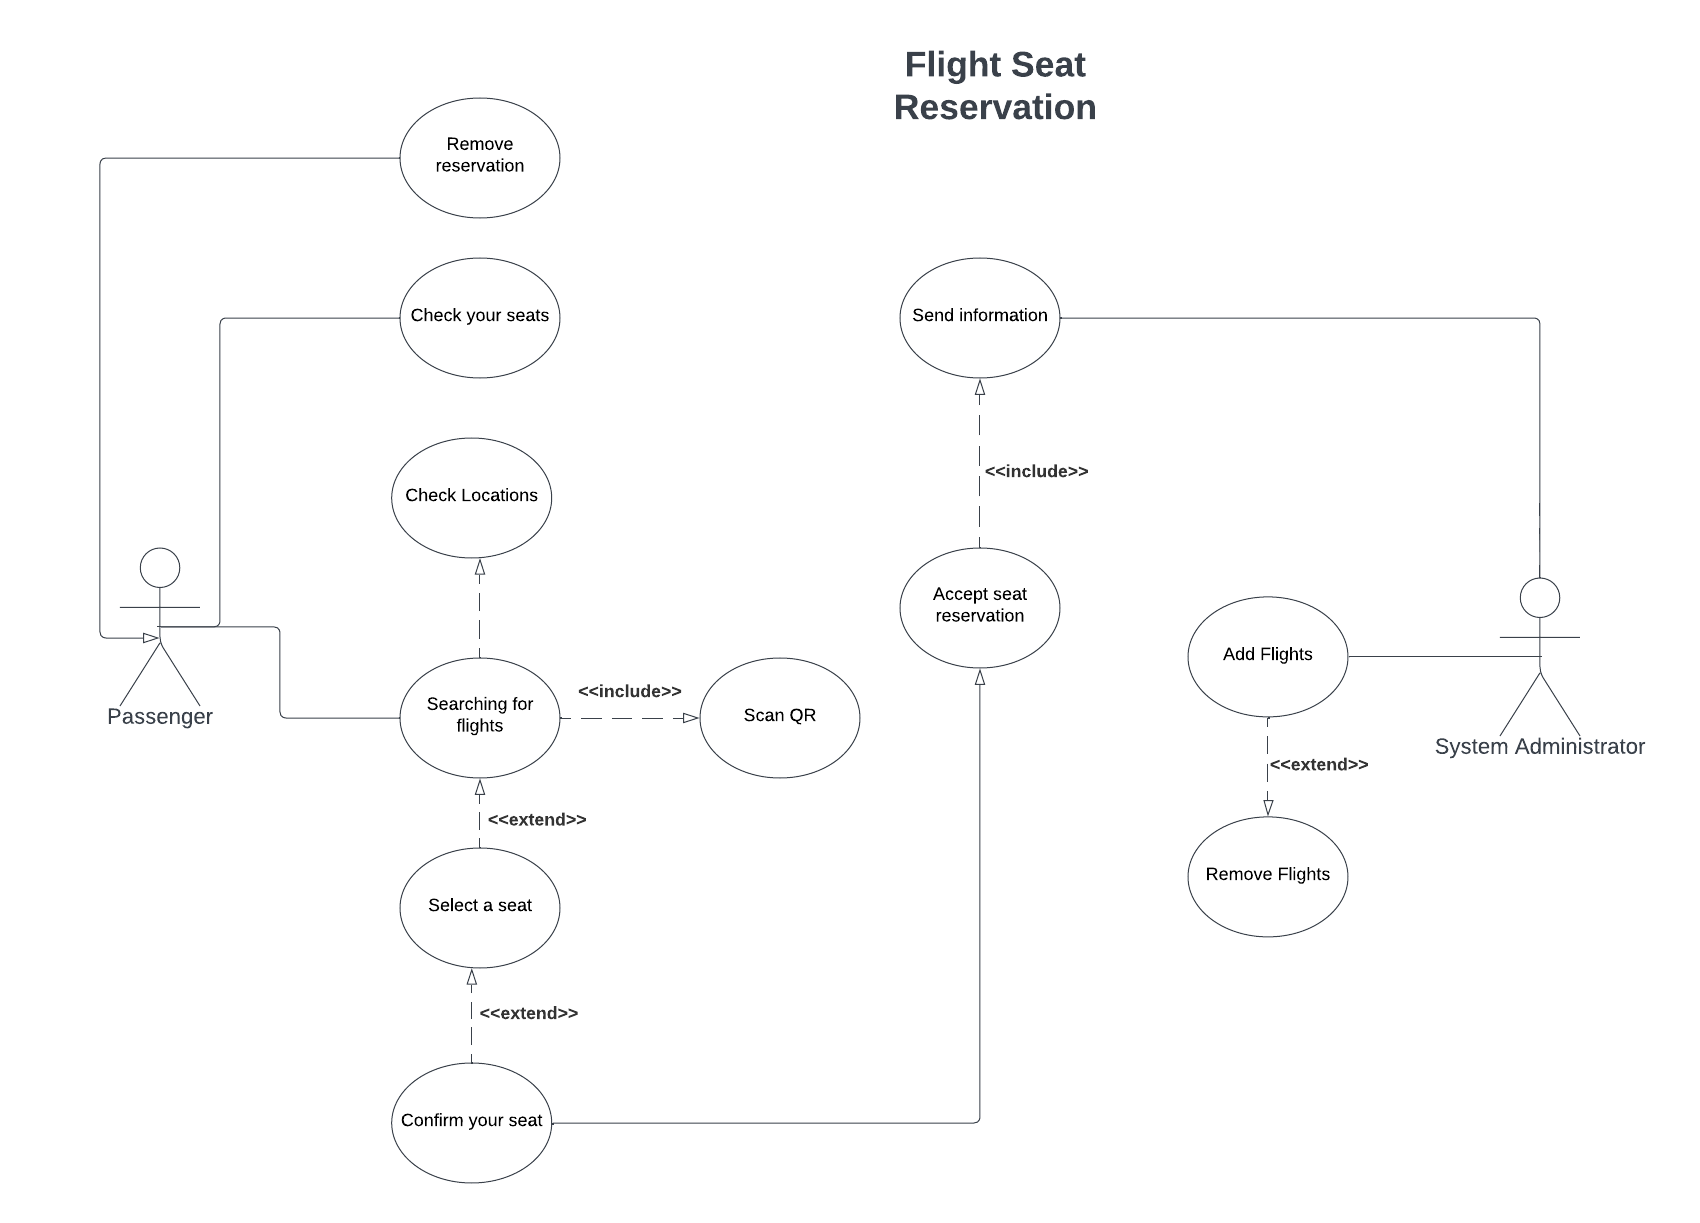 Flight Seat
Reservation
Remove
reservation
Check your seats
Send information
Check Locations
<<include>>
Accept seat
reservation
Add Flights
Passenger
Searching for
flights
<<include>>
Scan QR
System Administrator
<<extend>>
<<extend>>
Remove Flights
Select a seat
<<extend>>
Confirm your seat